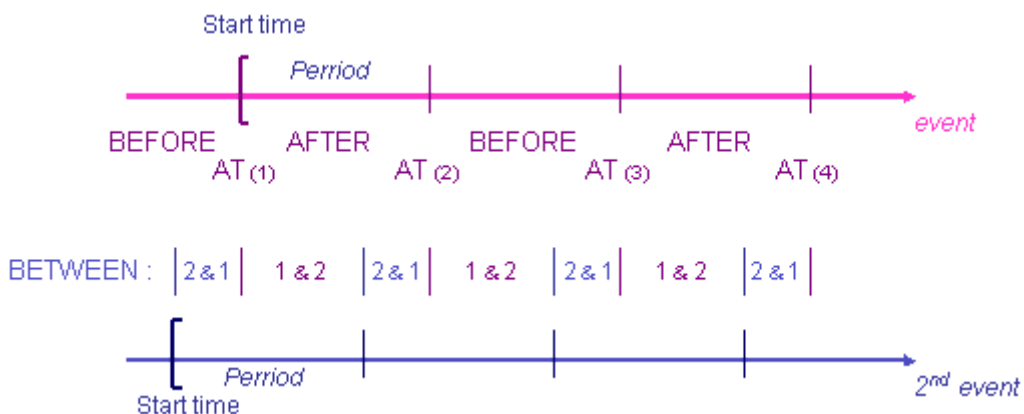 Start time
Perriod
event
BEFORE AFTER BEFORE AFTER
AT (1) AT (2) AT (3) AT (4)
BETWEEN : 2 & 1 1 & 2 2 & 1 1 & 2 2 & 1 1 & 2 2 & 1
Perriod
2nd event
Start time